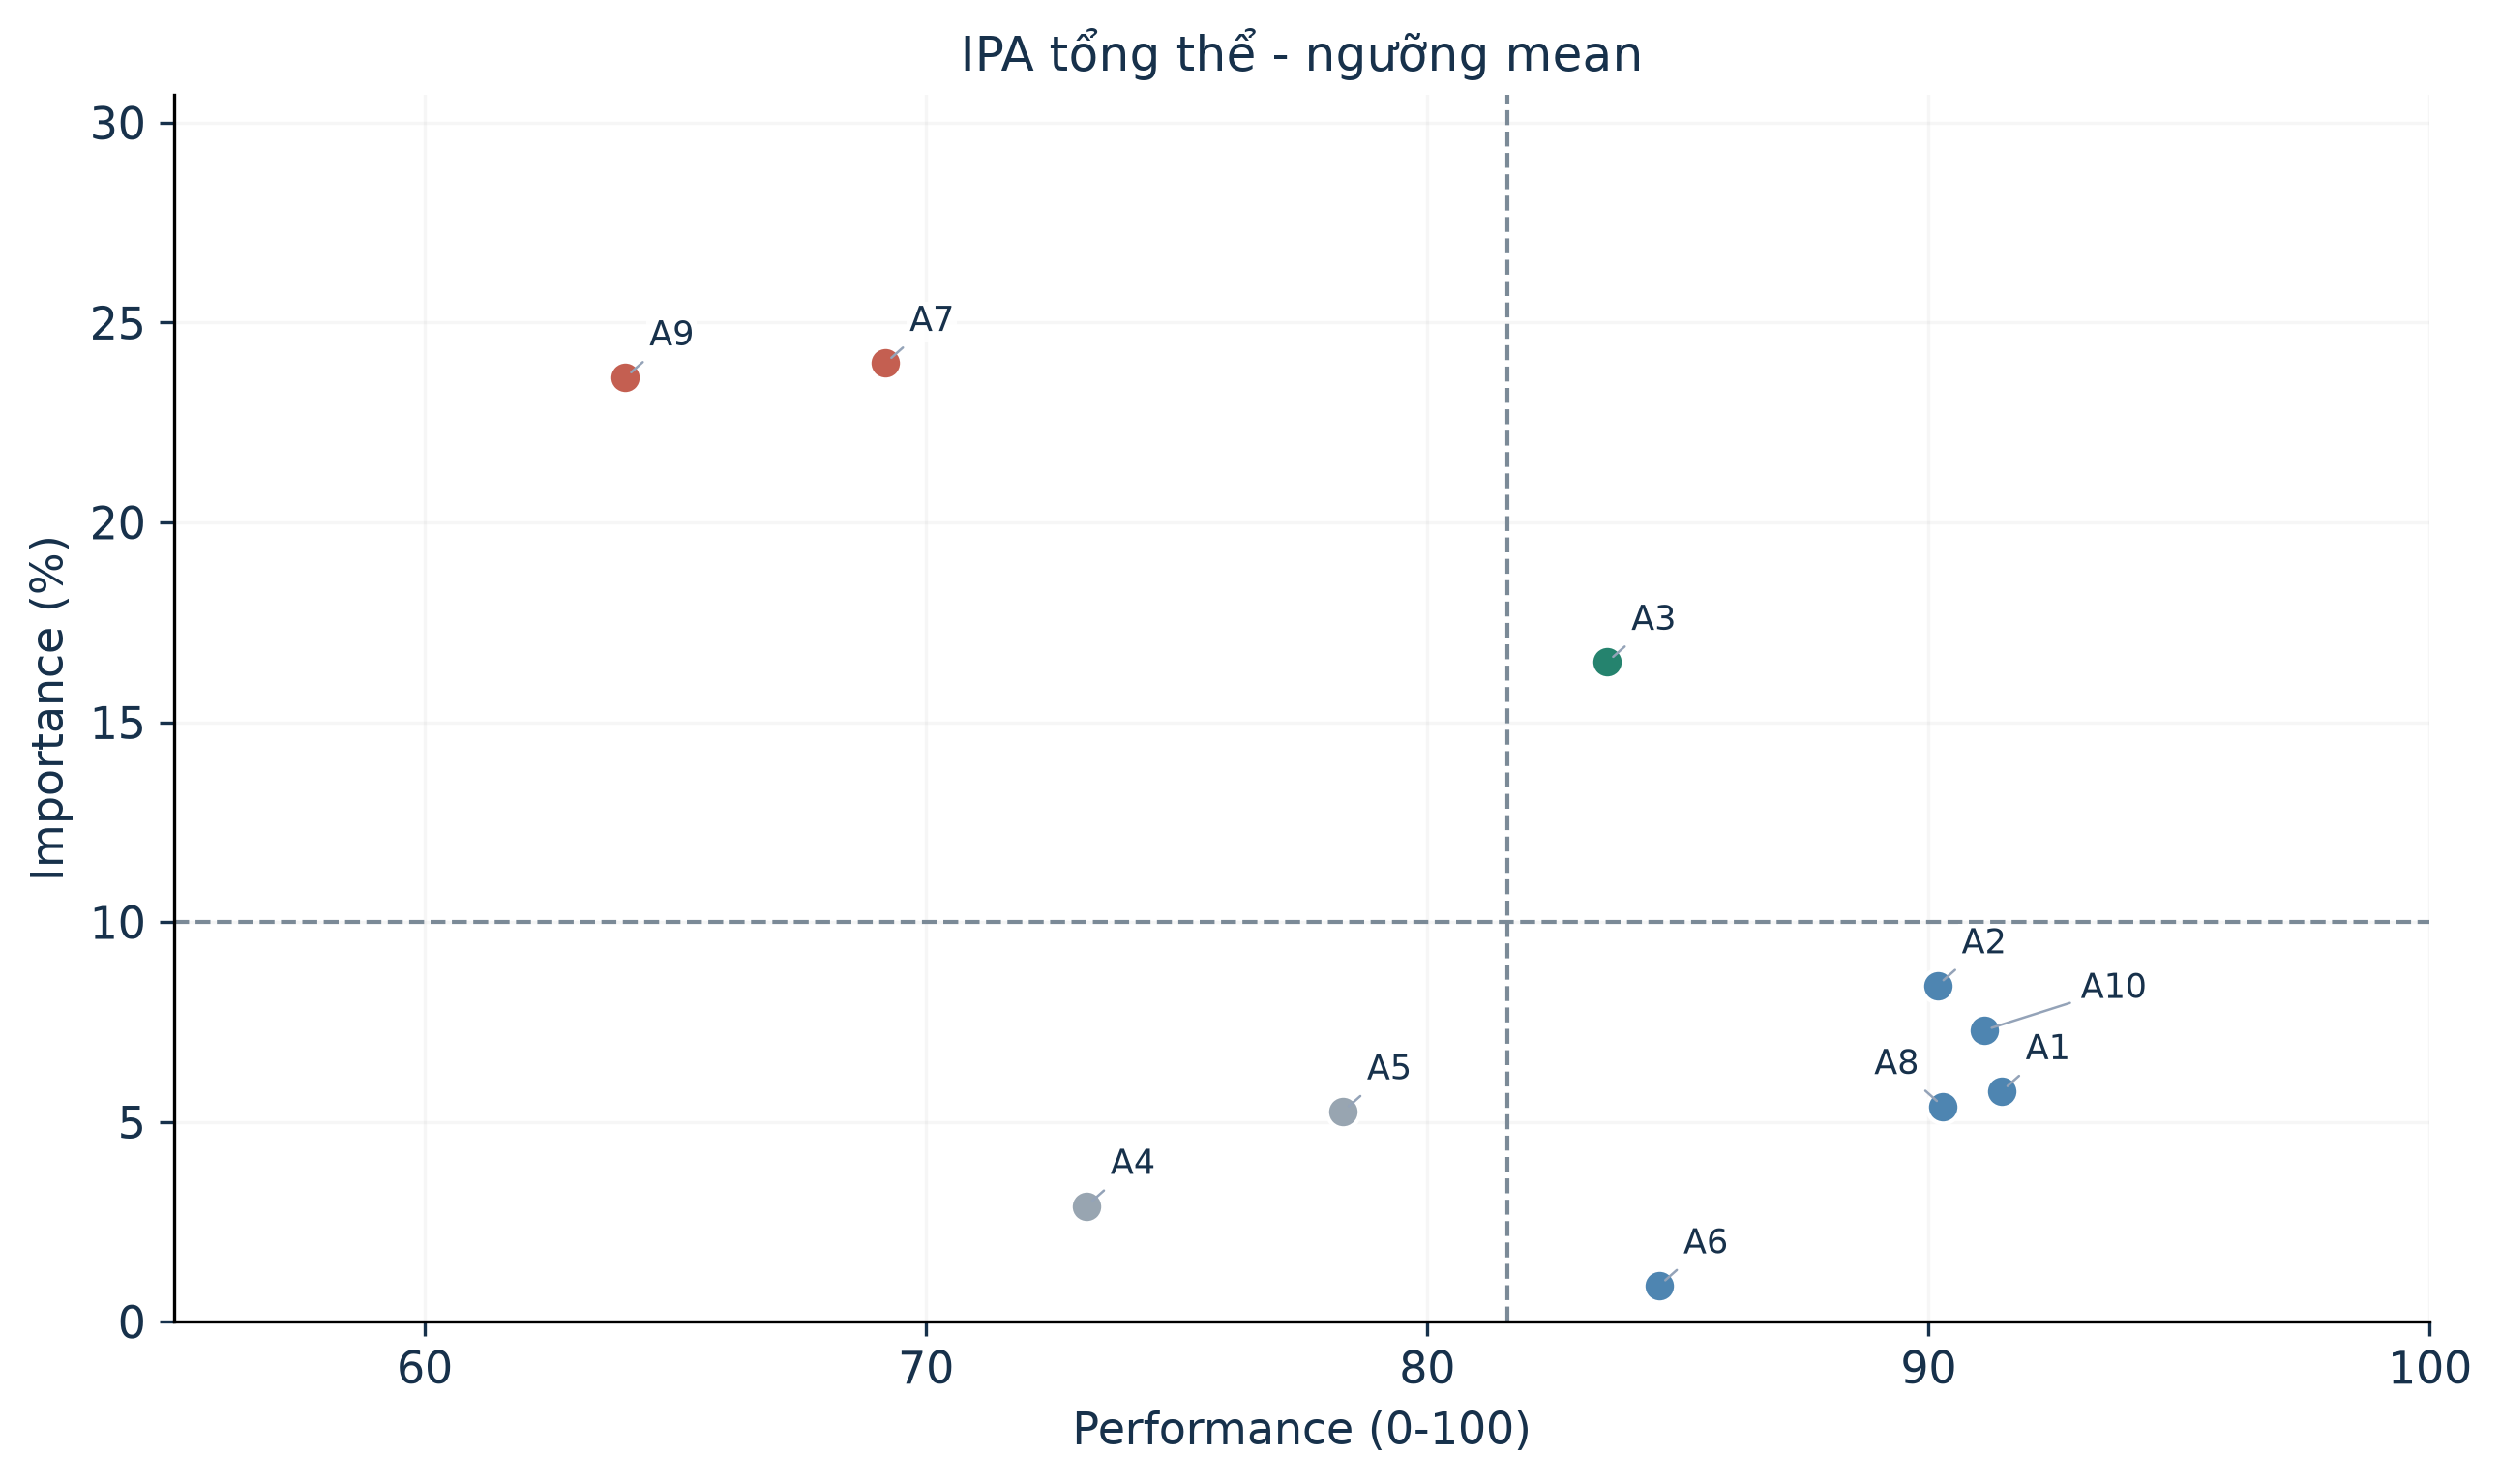 IPA tổng thể - ngưỡng mean
30
25
20
15
10
5
0
Importance (%)
A9
A7
A3
A2
A10
A1
A8
A5
A4
A6
60 70 80 90 100
Performance (0-100)